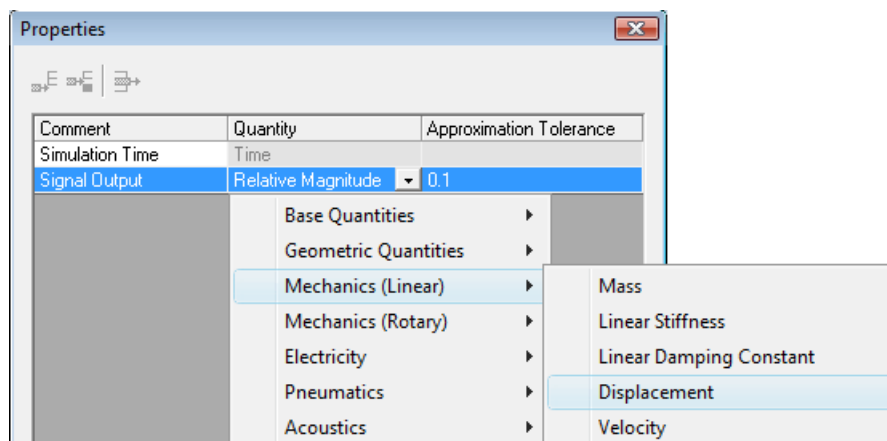 Properties
Comment Quantity Approximation Tolerance
Simulation Time Time
Signal Output Relative Magnitude 0.1
Base Quantities
Geometric Quantities
Mechanics (Linear) Mass
Mechanics (Rotary) Linear Stiffness
Electricity Linear Damping Constant
Pneumatics Displacement
Acoustics Velocity